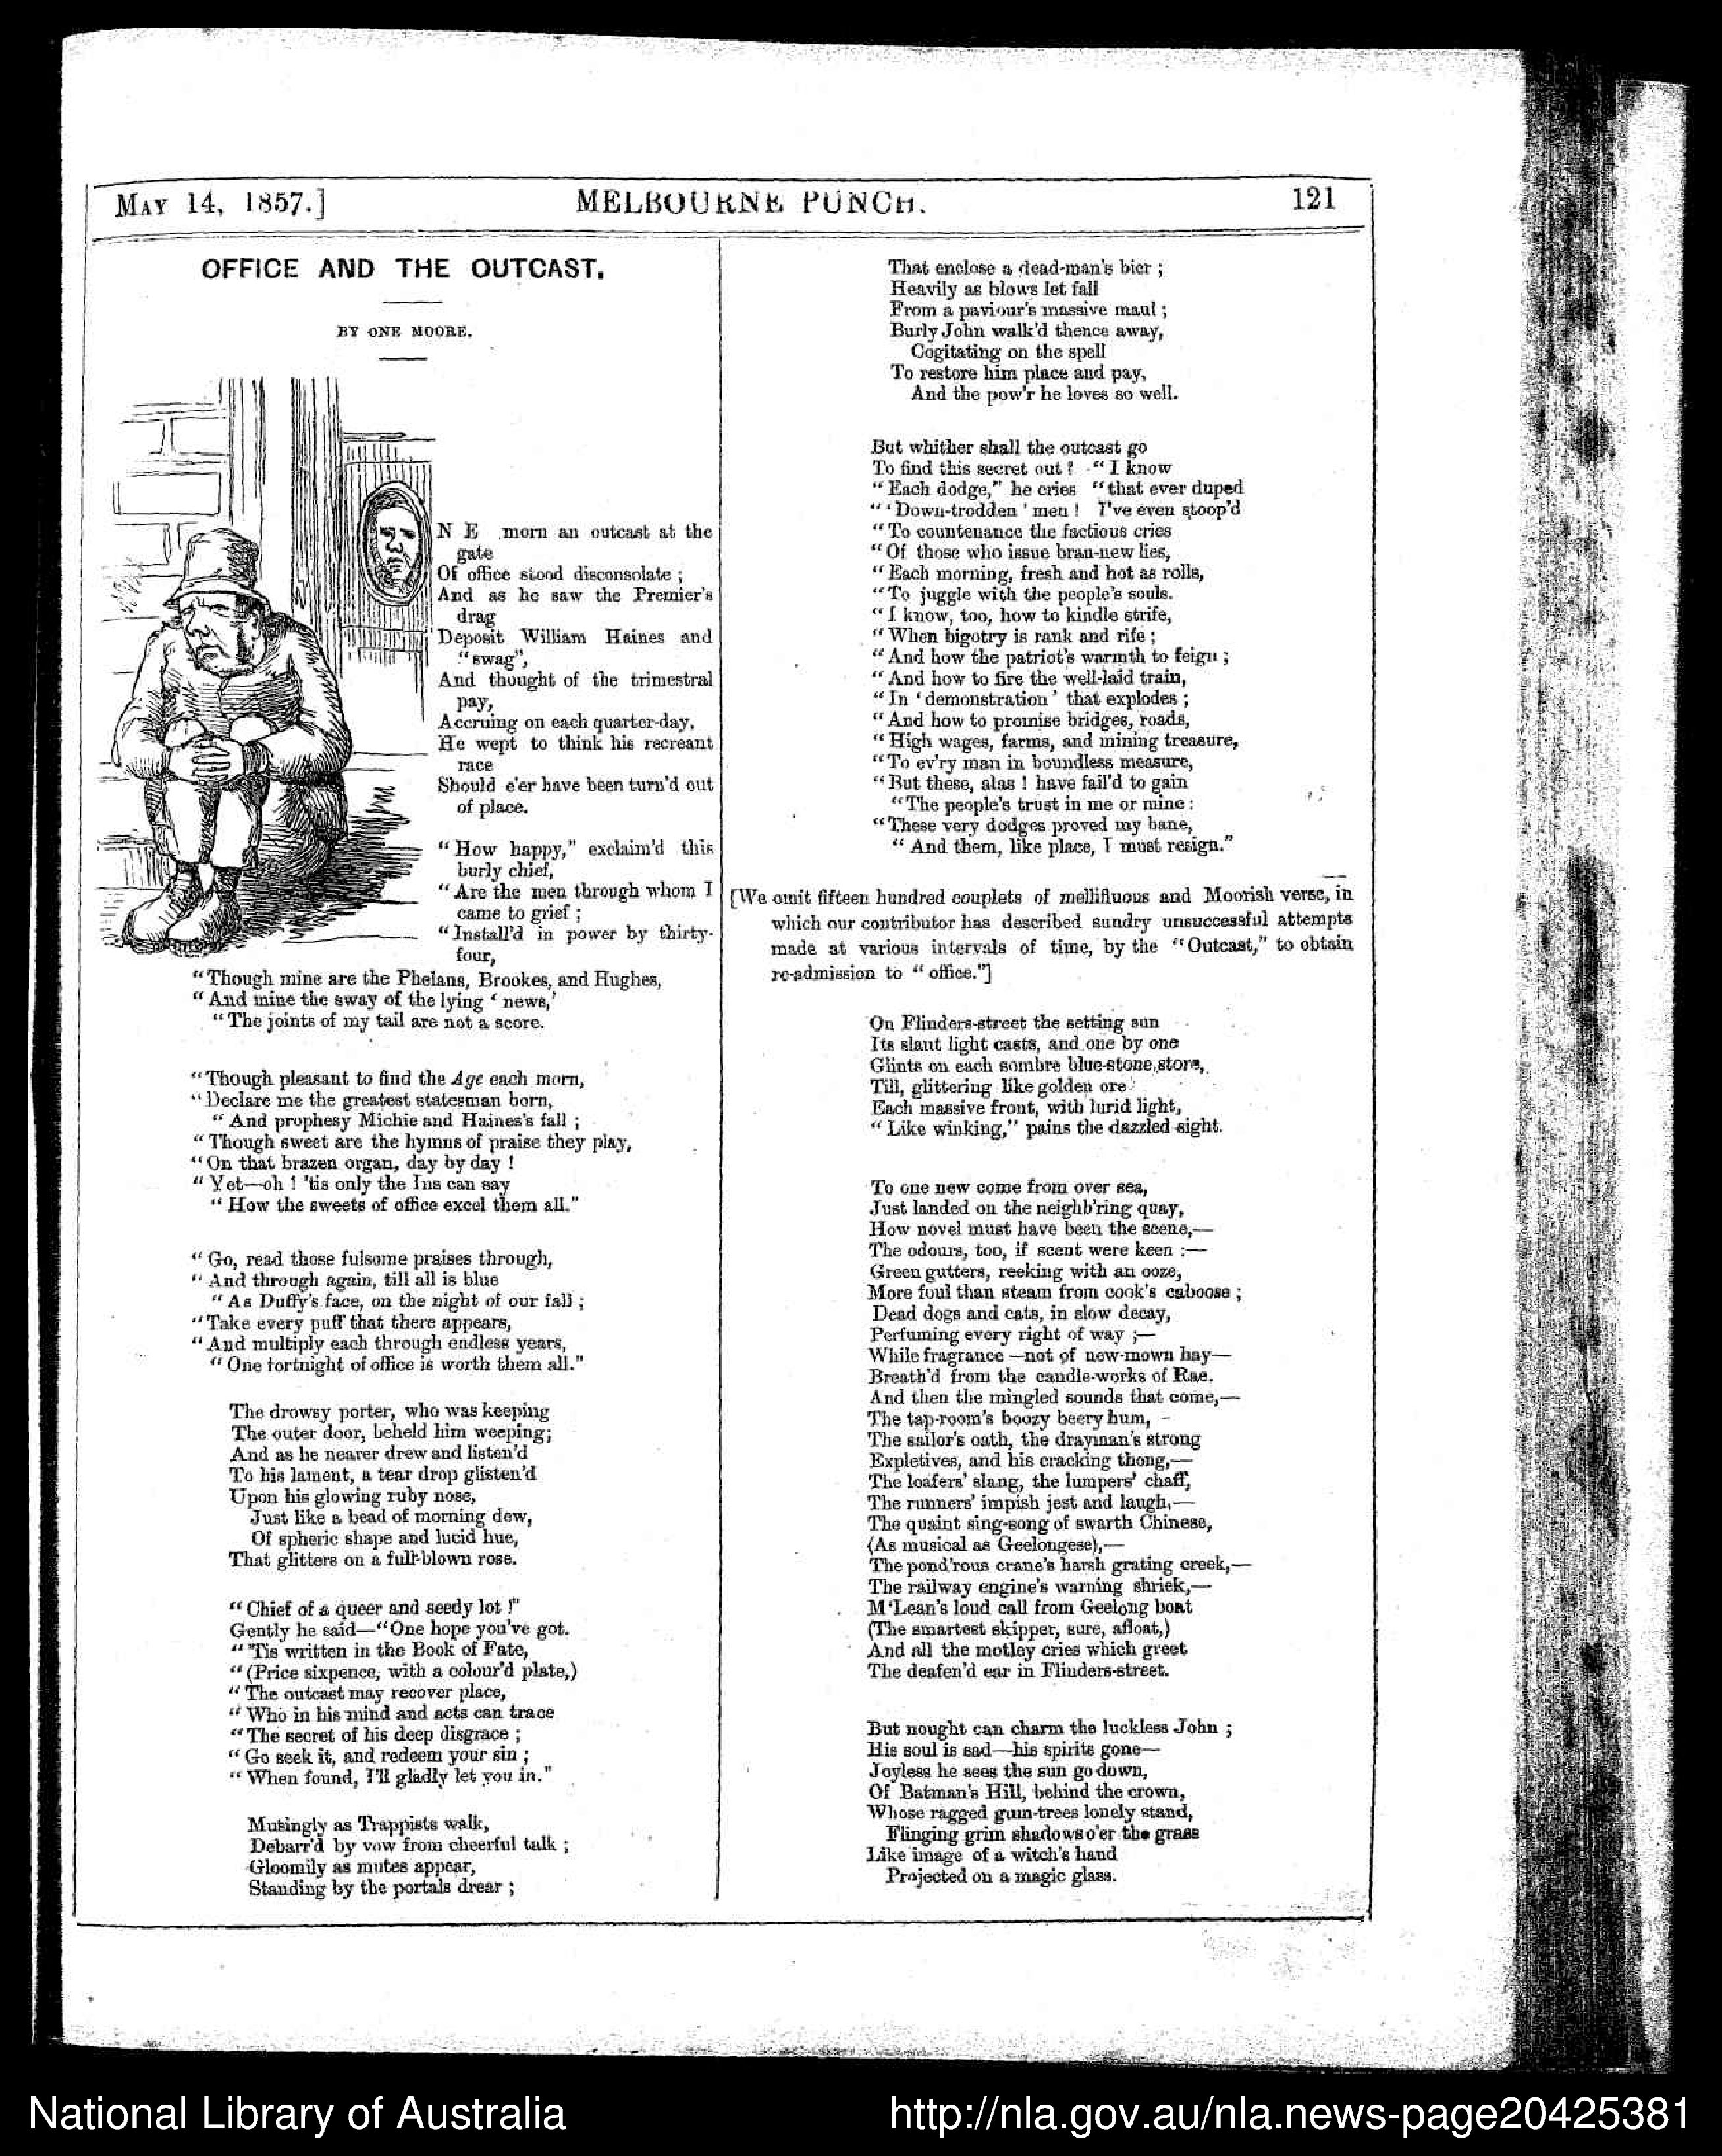 MAY 14, 1857.]
MELBOURNE PUNCH.
121
OFFICE AND THE OUTCAST.
BY ONE MOORE.
NE morn an outcast at the
gate
Of office stood disconsolate ;
And as he saw the Premier's
drag
Deposit William Haines and
"swag",
And thought of the trimestral
pay,
Accruing on each quarter-day,
He wept to think his recreant
race
Should e'er have been turn'd out
of place.
"How happy," exclaim'd this
burly chief,
"Are the men through whom I
came to grief ;
"Install'd in power by thirty-
four,
"Though mine are the Phelans, Brookes, and Hughes,
"And mine the sway of the lying 'news,'
"The joints of my tail are not a score.
"Though pleasant to find the Age each morn,
"Declare me the greatest statesman born,
"And prophesy Michie and Haines's fall ;
"Though sweet are the hymns of praise they play,
"On that brazen organ, day by day !
"Yet—oh ! 'tis only the Ins can say
"How the sweets of office excel them all."
"Go, read those fulsome praises through,
"And through again, till all is blue
"As Duffy's face, on the night of our fall ;
"Take every puff that there appears,
"And multiply each through endless years,
"One fortnight of office is worth them all."
The drowsy porter, who was keeping
The outer door, beheld him weeping;
And as he nearer drew and listen'd
To his lament, a tear drop glisten'd
Upon his glowing ruby nose,
Just like a bead of morning dew,
Of spheric shape and lucid hue,
That glitters on a full-blown rose.
"Chief of a queer and seedy lot !"
Gently he said—"One hope you've got.
"'Tis written in the Book of Fate,
"(Price sixpence, with a colour'd plate,)
"The outcast may recover place,
"Who in his mind and acts can trace
"The secret of his deep disgrace ;
"Go seek it, and redeem your sin ;
"When found, I'll gladly let you in."
Musingly as Trappists walk,
Debarr'd by vow from cheerful talk ;
Gloomily as mutes appear,
Standing by the portals drear ;
That enclose a dead-man's bier ;
Heavily as blows let fall
From a paviour's massive maul ;
Burly John walk'd thence away,
Cogitating on the spell
To restore him place and pay,
And the pow'r he loves so well.
But whither shall the outcast go
To find this secret out ? "I know
"Each dodge," he cries "that ever duped
"'Down-trodden' men ! I've even stoop'd
"To countenance the factious cries
"Of those who issue bran-new lies,
"Each morning, fresh and hot as rolls,
"To juggle with the people's souls.
"I know, too, how to kindle strife,
"When bigotry is rank and rife ;
"And how the patriot's warmth to feign ;
"And how to fire the well-laid train,
"In 'demonstration' that explodes ;
"And how to promise bridges, roads,
"High wages, farms, and mining treasure,
"To ev'ry man in boundless measure,
"But these, alas ! have fail'd to gain
"The people's trust in me or mine :
"These very dodges proved my bane,
"And them, like place, I must resign."
[We omit fifteen hundred couplets of mellifluous and Moorish verse, in
which our contributor has described sundry unsuccessful attempts
made at various intervals of time, by the "Outcast," to obtain
re-admission to "office."]
On Flinders-street the setting sun
Its slant light casts, and one by one
Glints on each sombre blue-stone store,
Till, glittering like golden ore
Each massive front, with lurid light,
"Like winking," pains the dazzled sight.
To one new come from over sea,
Just landed on the neighb'ring quay,
How novel must have been the scene,—
The odours, too, if scent were keen :—
Green gutters, reeking with an ooze,
More foul than steam from cook's caboose ;
Dead dogs and cats, in slow decay,
Perfuming every right of way ;—
While fragrance—not of new-mown hay—
Breath'd from the candle-works of Rae.
And then the mingled sounds that come,—
The tap-room's boozy beery hum, -
The sailor's oath, the drayman's strong
Expletives, and his cracking thong,—
The loafers' slang, the lumpers' chaff,
The runners' impish jest and laugh,—
The quaint sing-song of swarth Chinese,
(As musical as Geelongese),—
The pond'rous crane's harsh grating creek,—
The railway engine's warning shriek,—
M'Lean's loud call from Geelong boat
(The smartest skipper, sure, afloat,)
And all the motley cries which greet
The deafen'd ear in Flinders-street.
But nought can charm the luckless John ;
His soul is sad—his spirits gone—
Joyless he sees the sun go down,
Of Batman's Hill, behind the crown,
Whose ragged gum-trees lonely stand,
Flinging grim shadows o'er the grass
Like image of a witch's hand
Projected on a magic glass.
National Library of Australia
http://nla.gov.au/nla.news-page20425381